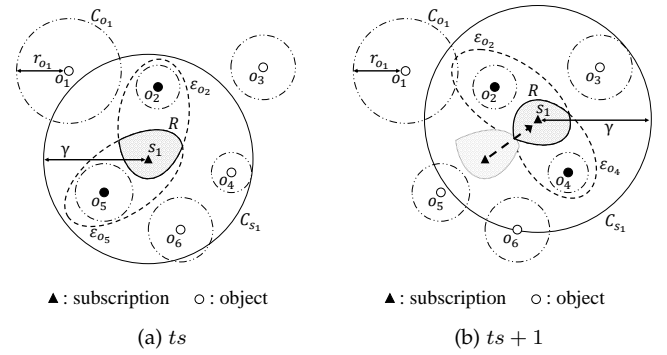 C_{o_1}
r_{o_1}
o_1
ε_{o_2}
o_2
o_3
R
s_1
γ
o_4
o_5
ε_{o_5}
o_6
C_{s_1}
▲ : subscription ○ : object
(a) ts
C_{o_1}
ε_{o_2}
r_{o_1}
o_1
o_2
o_3
R
s_1
γ
ε_{o_4}
o_4
o_5
o_6
C_{s_1}
▲ : subscription ○ : object
(b) ts + 1